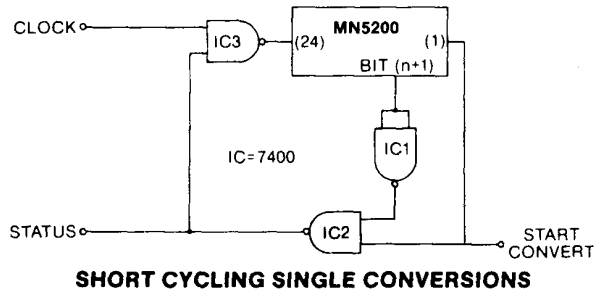 CLOCK
IC3
(24)
MN5200
(1)
BIT (n+1)
IC1
IC=7400
STATUS
IC2
START
CONVERT
SHORT CYCLING SINGLE CONVERSIONS